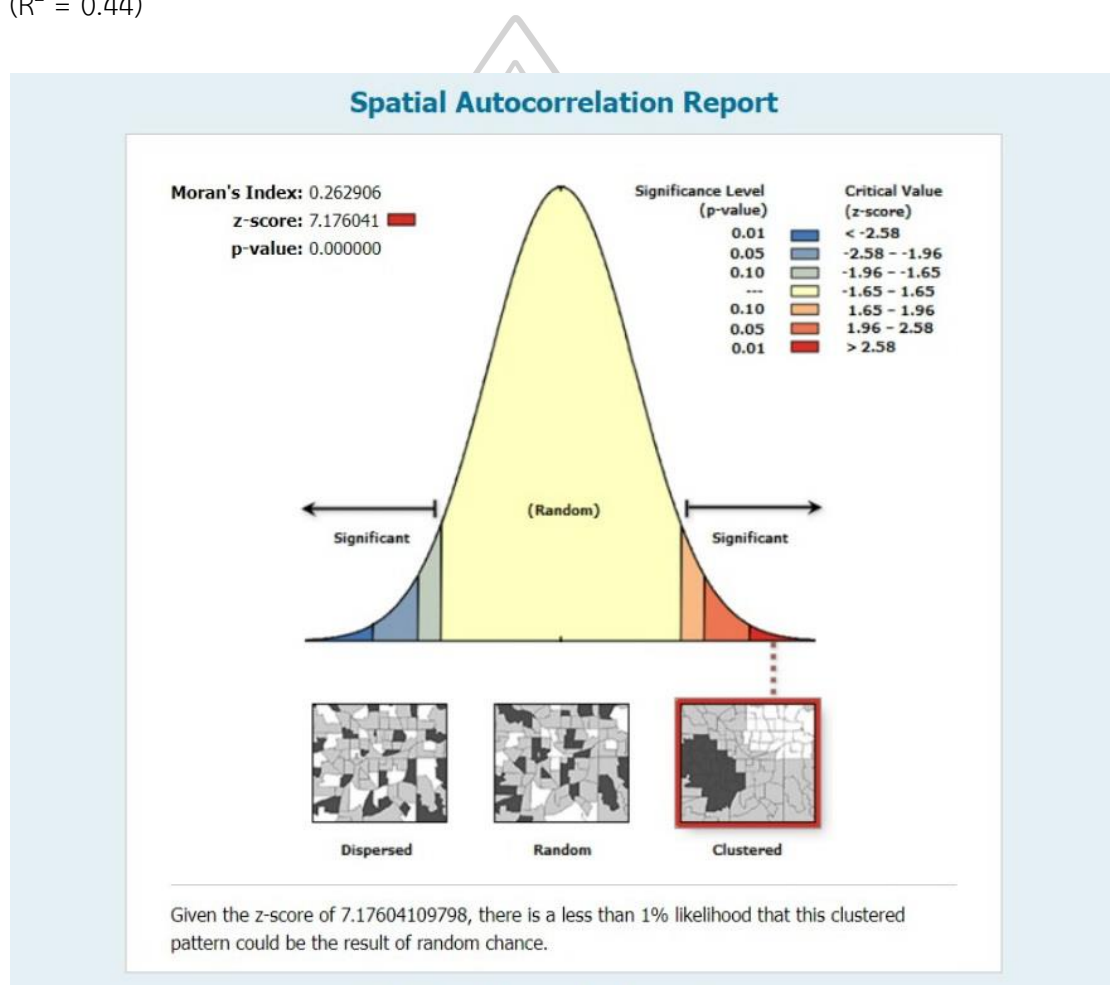 (R² = 0.44)
Spatial Autocorrelation Report
Moran's Index: 0.262906
z-score: 7.176041
p-value: 0.000000
Significance Level (p-value)
Critical Value (z-score)
0.01 < -2.58
0.05 -2.58 – -1.96
0.10 -1.96 – -1.65
--- -1.65 – 1.65
0.10 1.65 – 1.96
0.05 1.96 – 2.58
0.01 > 2.58
(Random)
Significant
Significant
Dispersed
Random
Clustered
Given the z-score of 7.17604109798, there is a less than 1% likelihood that this clustered
pattern could be the result of random chance.